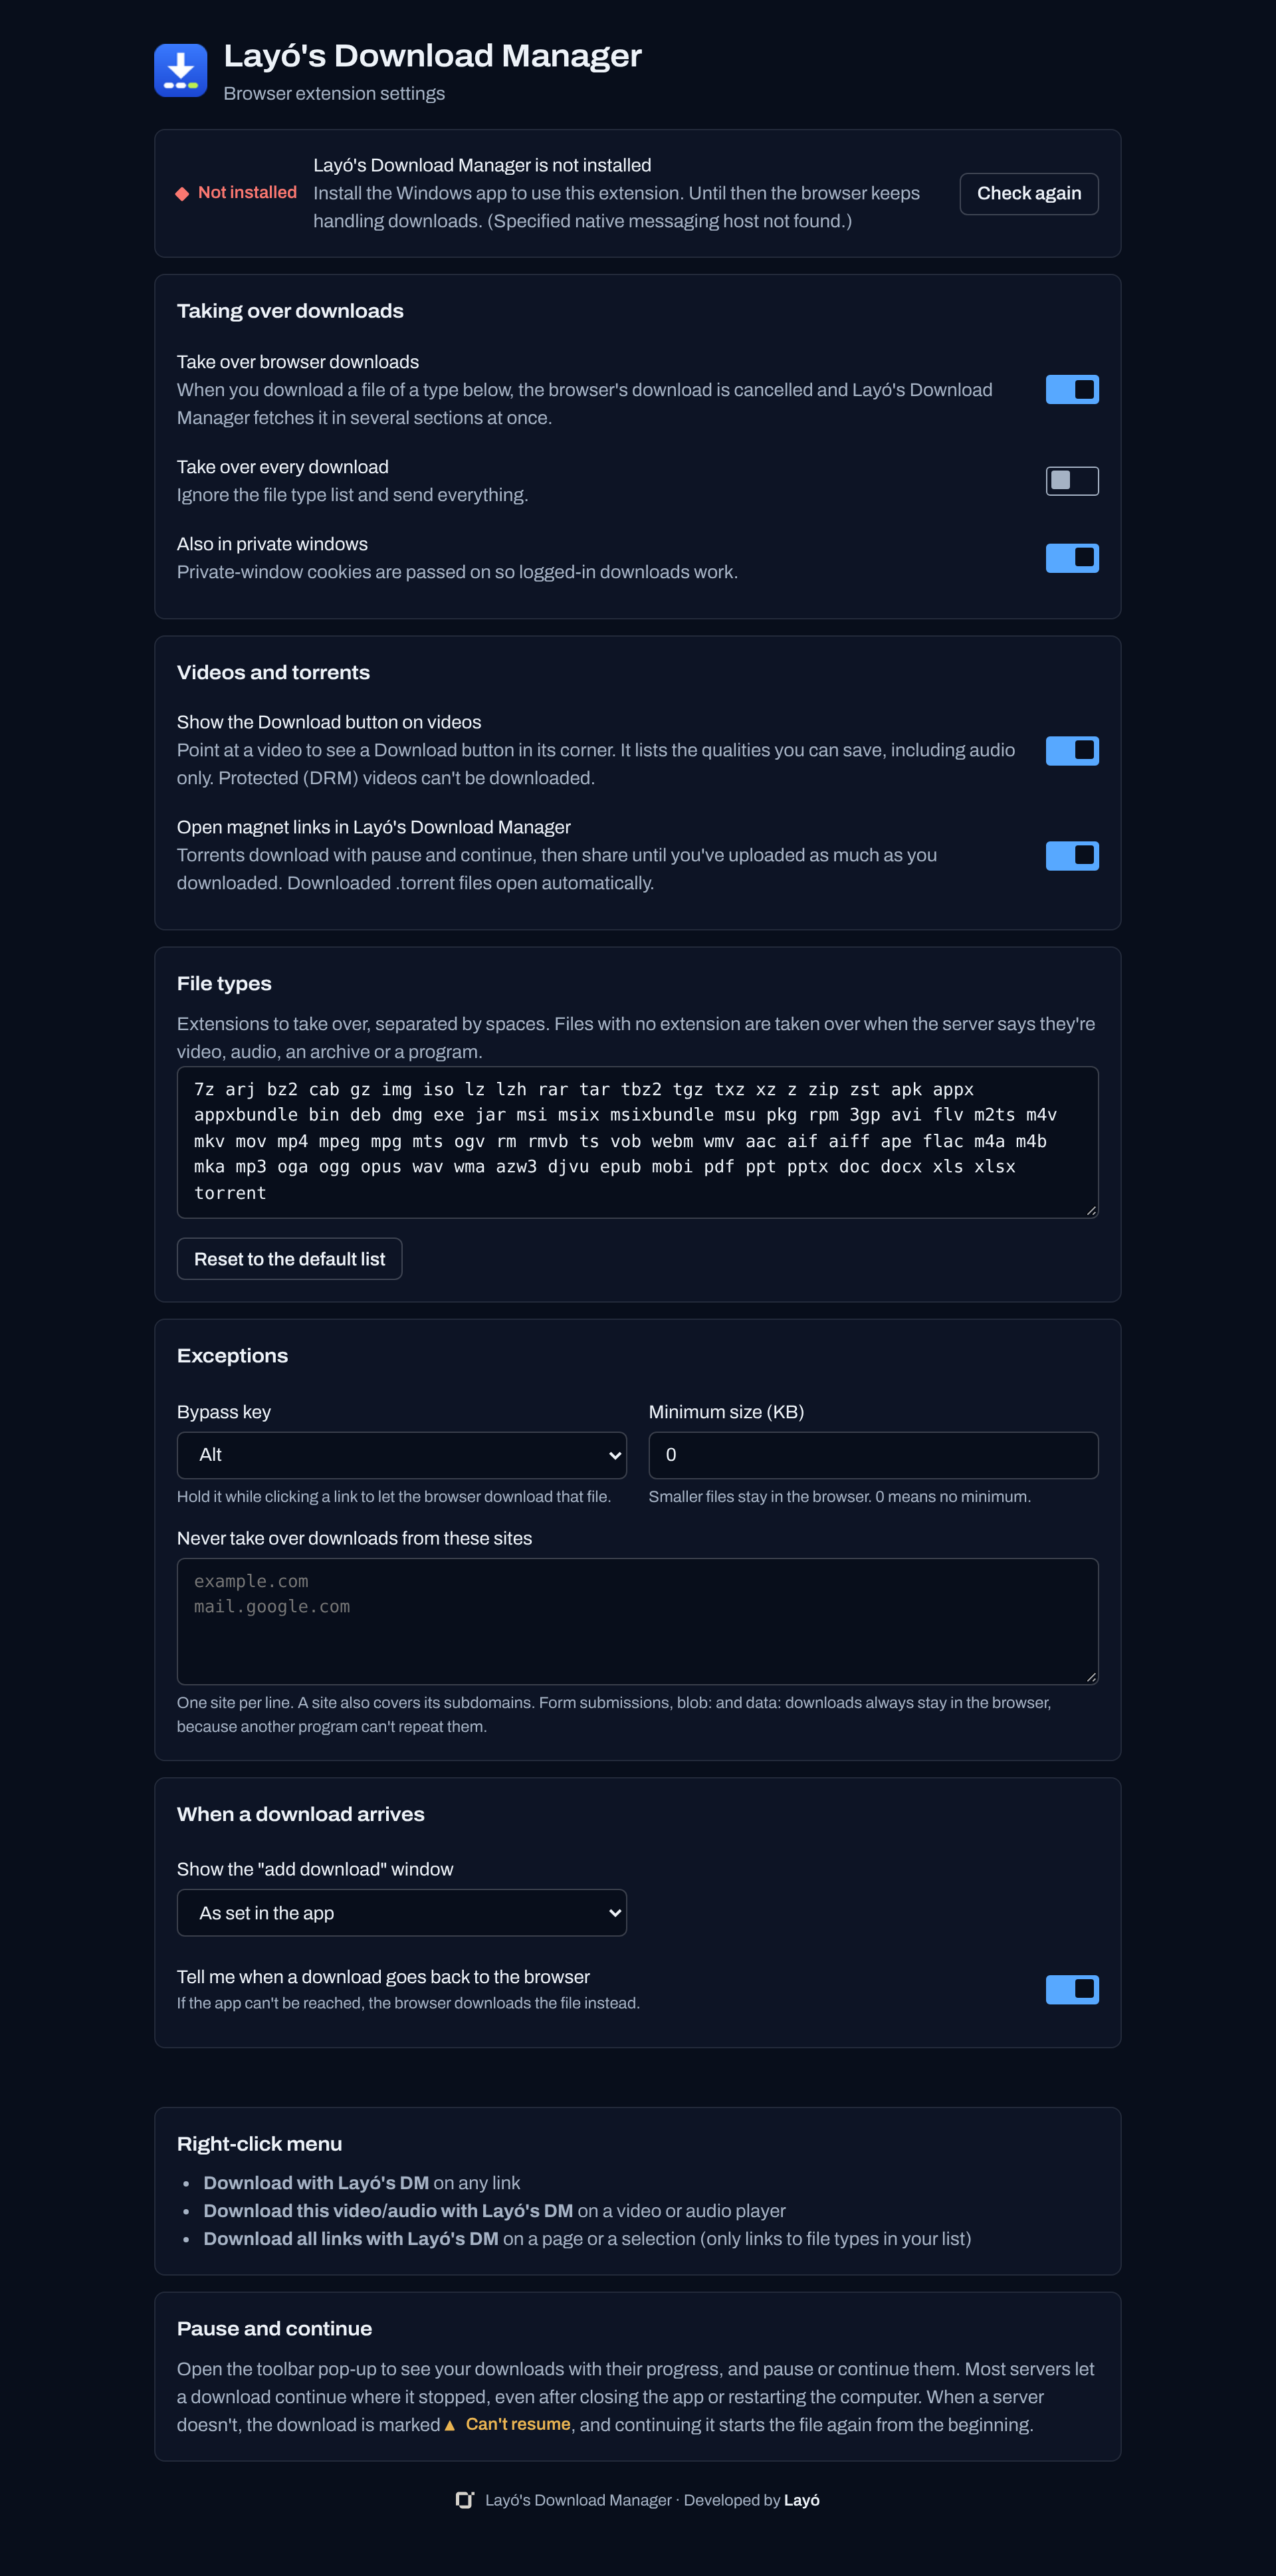 Layó's Download Manager
Browser extension settings
Not installed
Layó's Download Manager is not installed
Install the Windows app to use this extension. Until then the browser keeps
handling downloads. (Specified native messaging host not found.)
Check again
Taking over downloads
Take over browser downloads
When you download a file of a type below, the browser's download is cancelled and Layó's Download
Manager fetches it in several sections at once.
Take over every download
Ignore the file type list and send everything.
Also in private windows
Private-window cookies are passed on so logged-in downloads work.
Videos and torrents
Show the Download button on videos
Point at a video to see a Download button in its corner. It lists the qualities you can save, including audio
only. Protected (DRM) videos can't be downloaded.
Open magnet links in Layó's Download Manager
Torrents download with pause and continue, then share until you've uploaded as much as you
downloaded. Downloaded .torrent files open automatically.
File types
Extensions to take over, separated by spaces. Files with no extension are taken over when the server says they're
video, audio, an archive or a program.
7z arj bz2 cab gz img iso lz lzh rar tar tbz2 tgz txz xz z zip zst apk appx
appxbundle bin deb dmg exe jar msi msix msixbundle msu pkg rpm 3gp avi flv m2ts m4v
mkv mov mp4 mpeg mpg mts ogv rm rmvb ts vob webm wmv aac aif aiff ape flac m4a m4b
mka mp3 oga ogg opus wav wma azw3 djvu epub mobi pdf ppt pptx doc docx xls xlsx
torrent
Reset to the default list
Exceptions
Bypass key
Alt
Hold it while clicking a link to let the browser download that file.
Minimum size (KB)
0
Smaller files stay in the browser. 0 means no minimum.
Never take over downloads from these sites
example.com
mail.google.com
One site per line. A site also covers its subdomains. Form submissions, blob: and data: downloads always stay in the browser,
because another program can't repeat them.
When a download arrives
Show the "add download" window
As set in the app
Tell me when a download goes back to the browser
If the app can't be reached, the browser downloads the file instead.
Right-click menu
• Download with Layó's DM on any link
• Download this video/audio with Layó's DM on a video or audio player
• Download all links with Layó's DM on a page or a selection (only links to file types in your list)
Pause and continue
Open the toolbar pop-up to see your downloads with their progress, and pause or continue them. Most servers let
a download continue where it stopped, even after closing the app or restarting the computer. When a server
doesn't, the download is marked ▲ Can't resume, and continuing it starts the file again from the beginning.
Layó's Download Manager · Developed by Layó